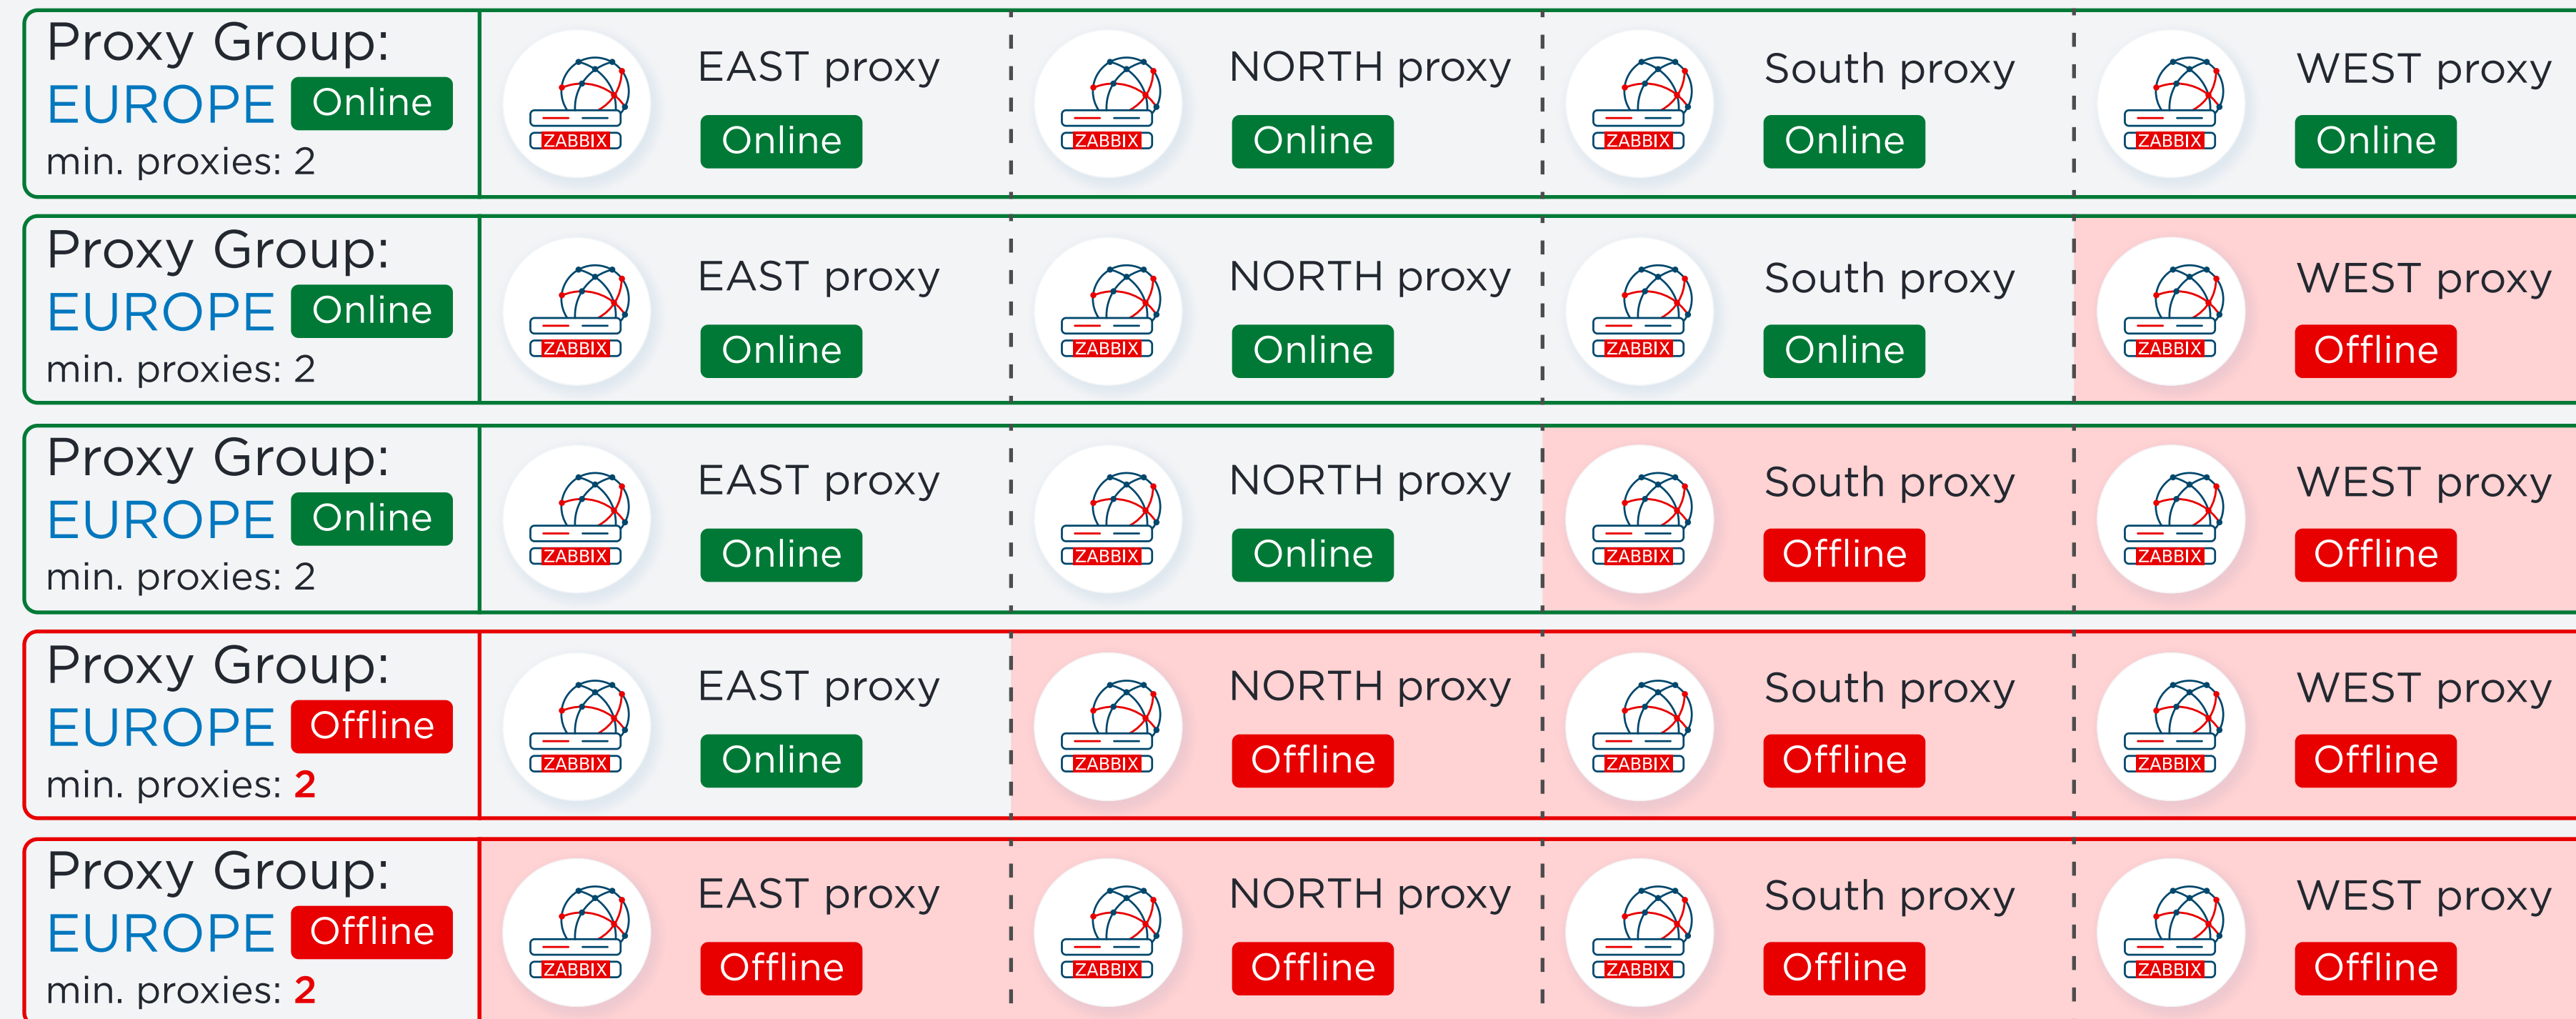 Proxy Group:
EUROPE Online
min. proxies: 2
EAST proxy
Online
ZABBIX
NORTH proxy
Online
ZABBIX
South proxy
Online
ZABBIX
WEST proxy
Online
ZABBIX
Proxy Group:
EUROPE Online
min. proxies: 2
EAST proxy
Online
ZABBIX
NORTH proxy
Online
ZABBIX
South proxy
Online
ZABBIX
WEST proxy
Offline
ZABBIX
Proxy Group:
EUROPE Online
min. proxies: 2
EAST proxy
Online
ZABBIX
NORTH proxy
Online
ZABBIX
South proxy
Offline
ZABBIX
WEST proxy
Offline
ZABBIX
Proxy Group:
EUROPE Offline
min. proxies: 2
EAST proxy
Online
ZABBIX
NORTH proxy
Offline
ZABBIX
South proxy
Offline
ZABBIX
WEST proxy
Offline
ZABBIX
Proxy Group:
EUROPE Offline
min. proxies: 2
EAST proxy
Offline
ZABBIX
NORTH proxy
Offline
ZABBIX
South proxy
Offline
ZABBIX
WEST proxy
Offline
ZABBIX